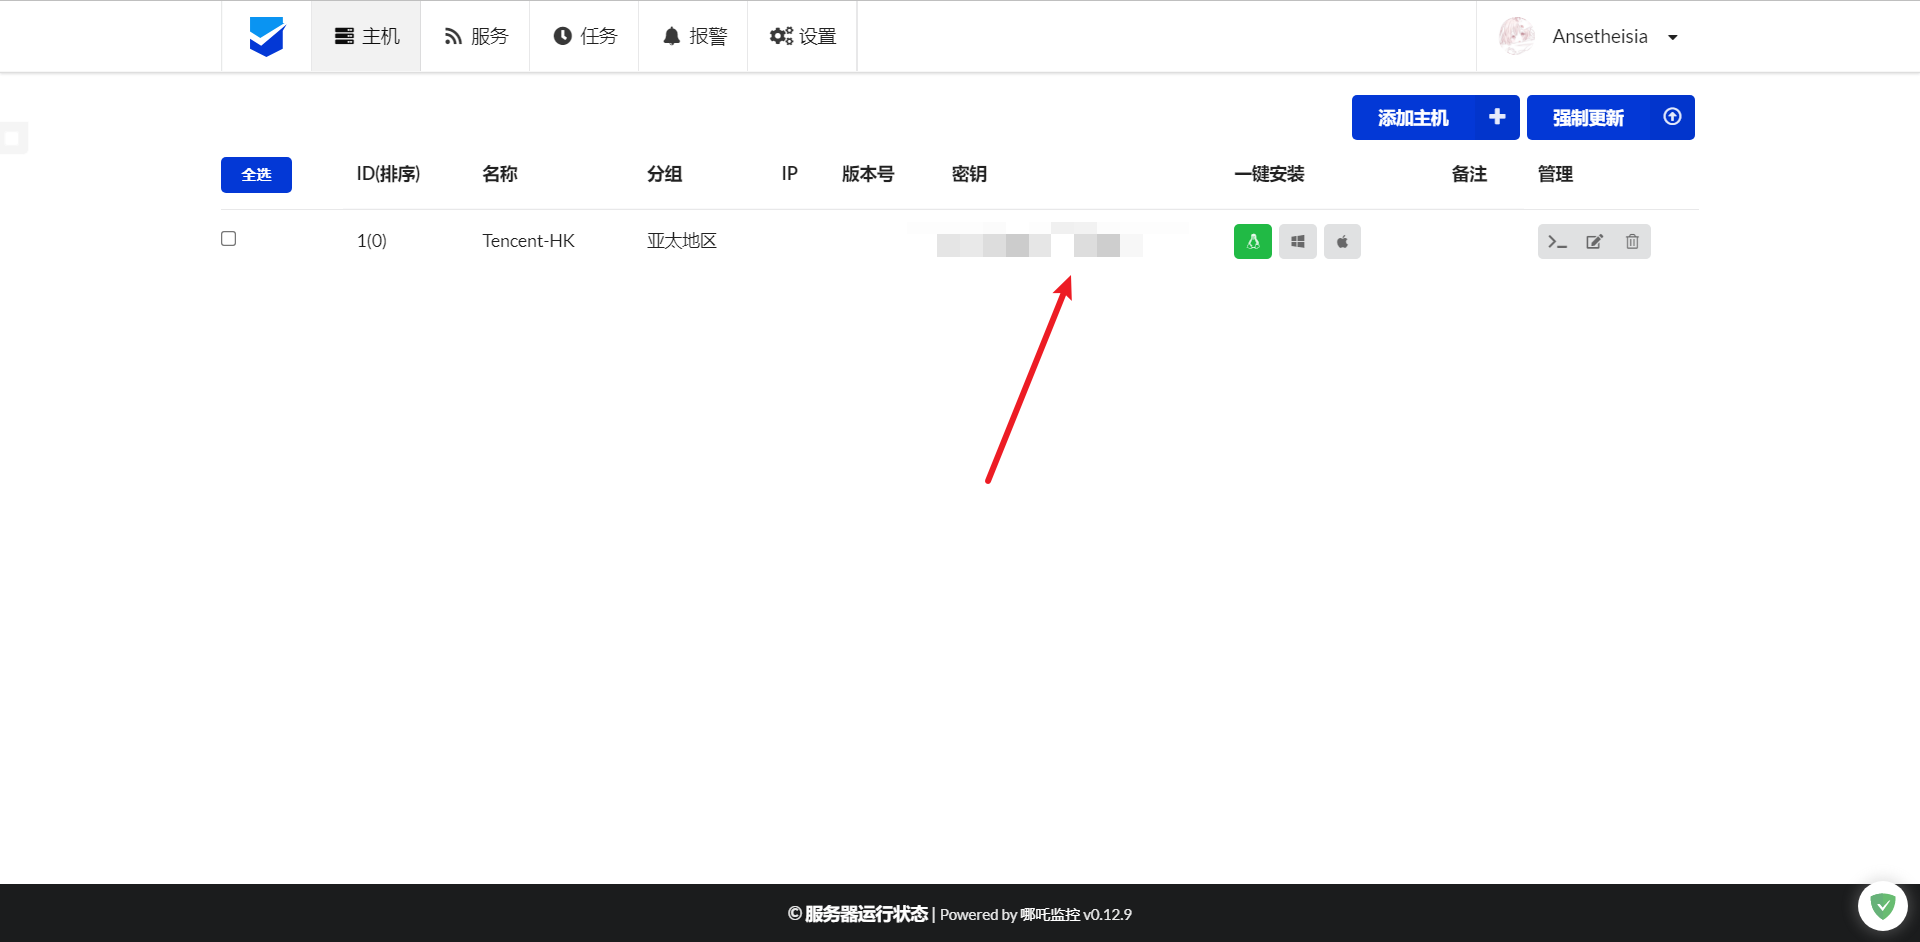 主机 服务 任务 报警 设置 Ansetheisia
添加主机 强制更新
全选 ID(排序) 名称 分组 IP 版本号 密钥 一键安装 备注 管理
1(0) Tencent-HK 亚太地区
© 服务器运行状态 | Powered by 哪吒监控 v0.12.9